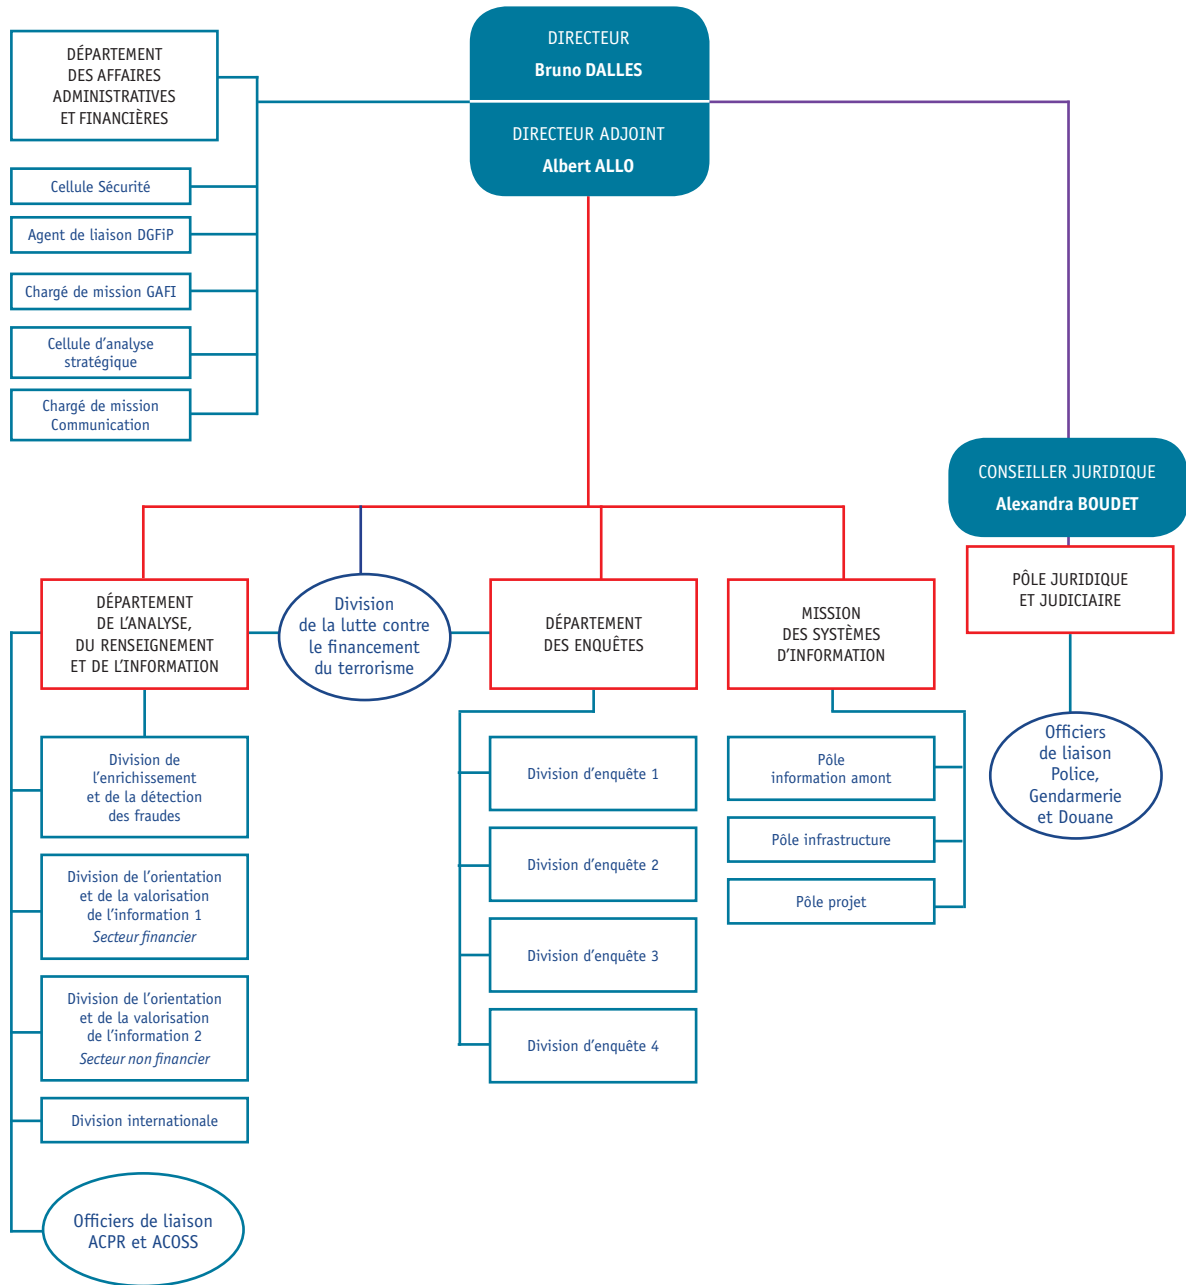 DIRECTEUR
Bruno DALLES
DIRECTEUR ADJOINT
Albert ALLO
DÉPARTEMENT
DES AFFAIRES
ADMINISTRATIVES
ET FINANCIÈRES
Cellule Sécurité
Agent de liaison DGFiP
Chargé de mission GAFI
Cellule d'analyse
stratégique
Chargé de mission
Communication
CONSEILLER JURIDIQUE
Alexandra BOUDET
PÔLE JURIDIQUE
ET JUDICIAIRE
Officiers
de liaison
Police,
Gendarmerie
et Douane
DÉPARTEMENT
DE L'ANALYSE,
DU RENSEIGNEMENT
ET DE L'INFORMATION
Division
de la lutte contre
le financement
du terrorisme
DÉPARTEMENT
DES ENQUÊTES
MISSION
DES SYSTÈMES
D'INFORMATION
Division de
l'enrichissement
et de la détection
des fraudes
Division de l'orientation
et de la valorisation
de l'information 1
Secteur financier
Division de l'orientation
et de la valorisation
de l'information 2
Secteur non financier
Division internationale
Officiers de liaison
ACPR et ACOSS
Division d'enquête 1
Division d'enquête 2
Division d'enquête 3
Division d'enquête 4
Pôle
information amont
Pôle infrastructure
Pôle projet